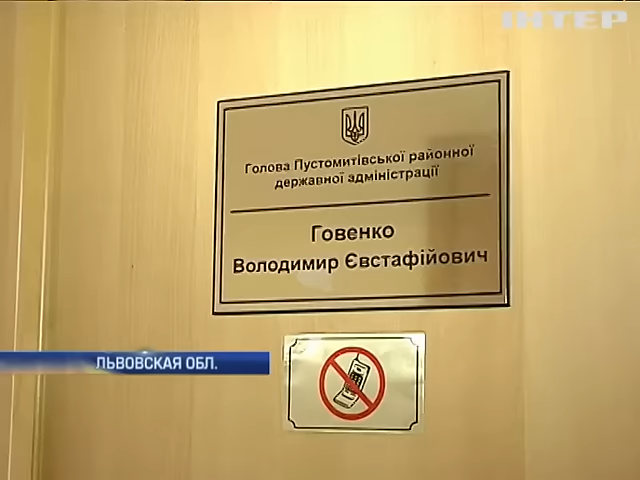 ІНТЕР
Голова Пустомитівської районної
державної адміністрації
Говенко
Володимир Євстафійович
ЛЬВОВСКАЯ ОБЛ.